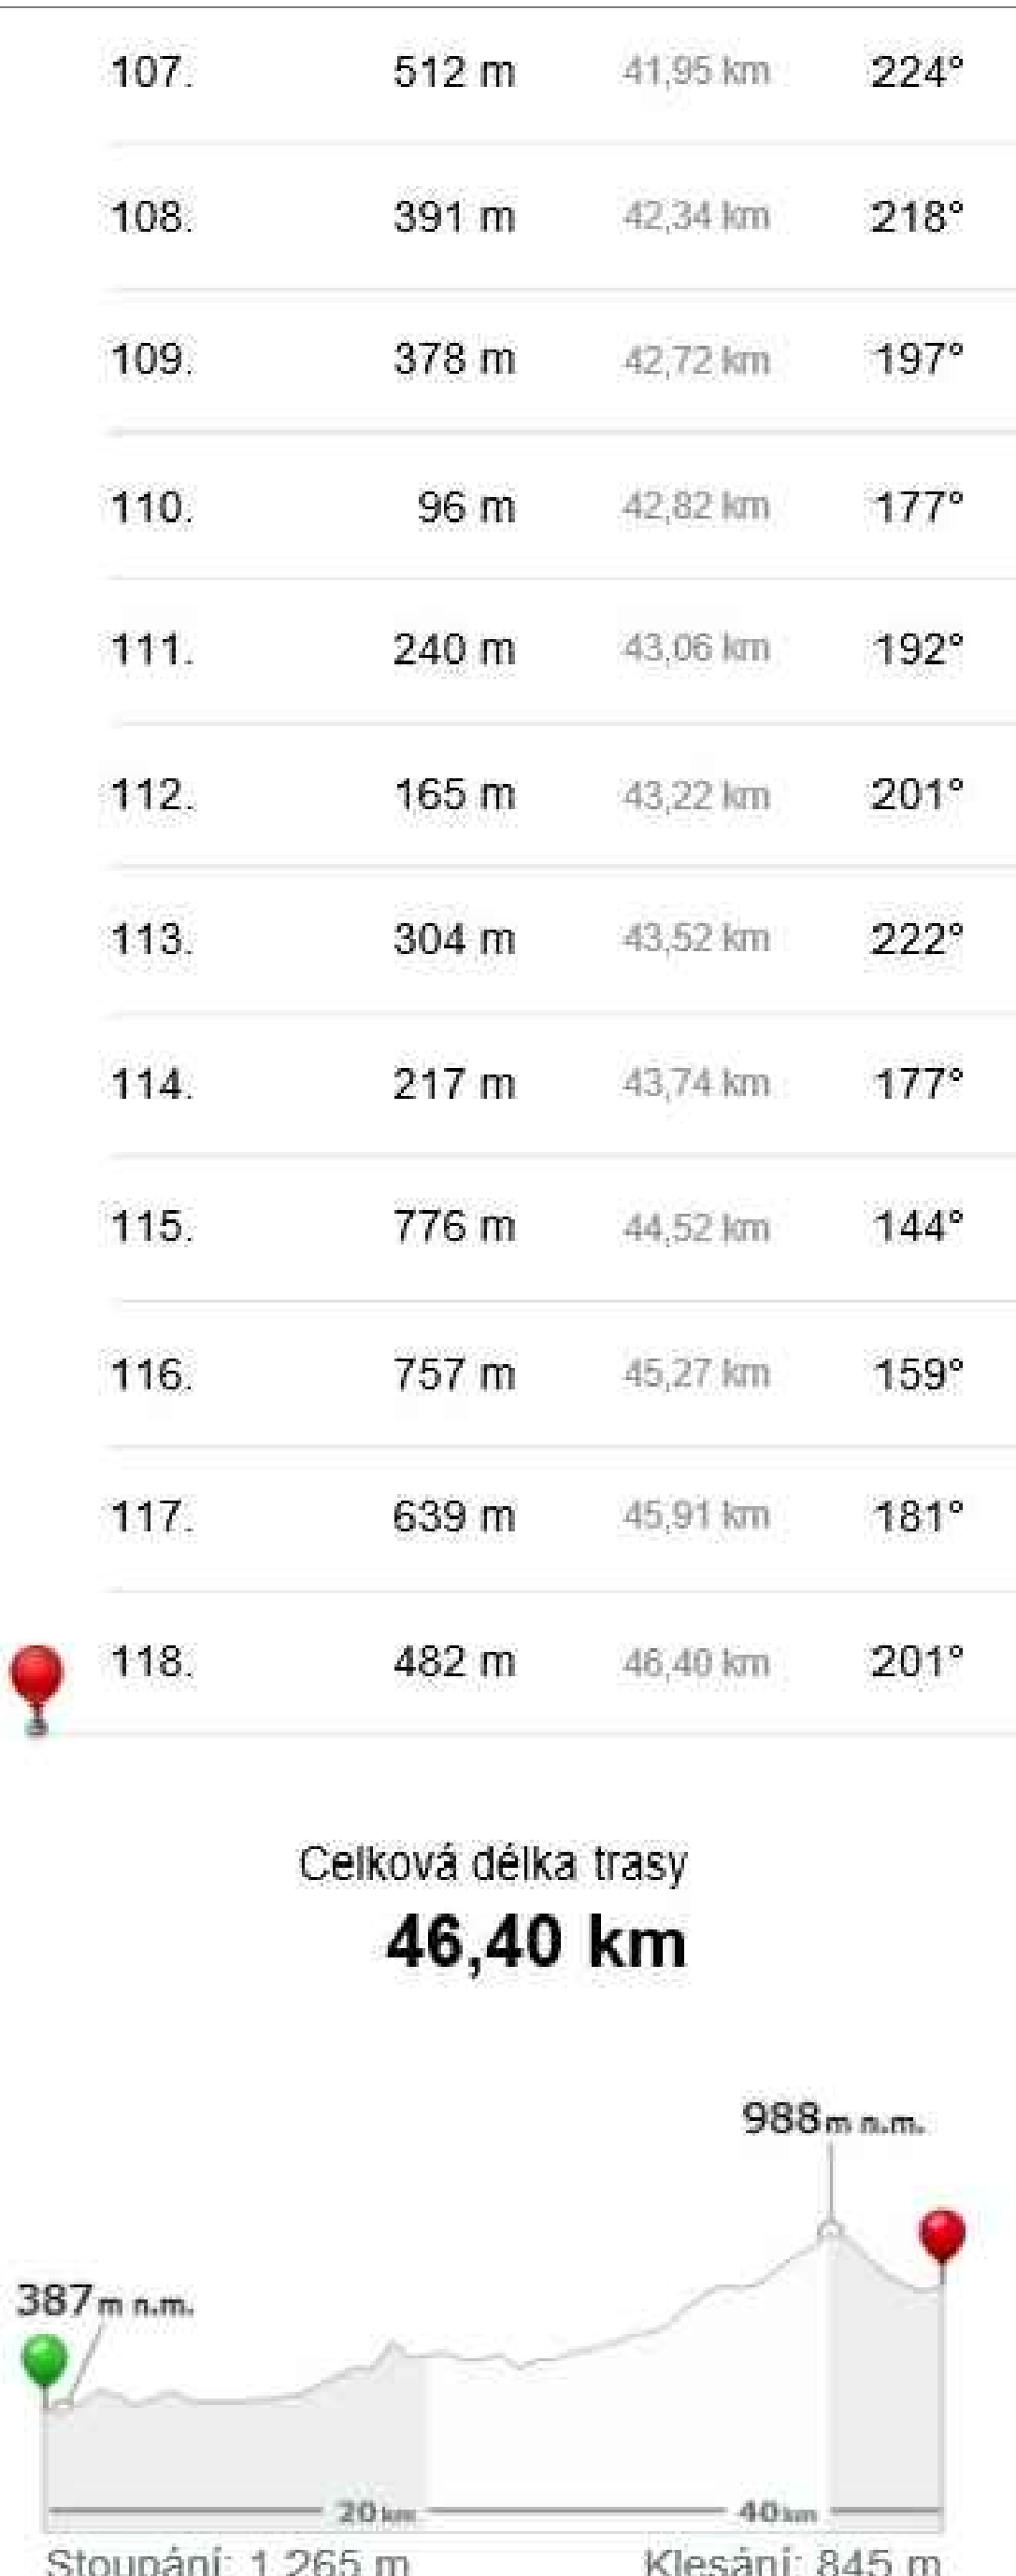 107. 512 m 41,95 km 224°
108. 391 m 42,34 km 218°
109. 378 m 42,72 km 197°
110. 96 m 42,82 km 177°
111. 240 m 43,06 km 192°
112. 165 m 43,22 km 201°
113. 304 m 43,52 km 222°
114. 217 m 43,74 km 177°
115. 776 m 44,52 km 144°
116. 757 m 45,27 km 159°
117. 639 m 45,91 km 181°
118. 482 m 46,40 km 201°
Celková délka trasy
46,40 km
988 m n.m.
387 m n.m.
20 km 40 km
Stoupání: 1 265 m Klesání: 845 m